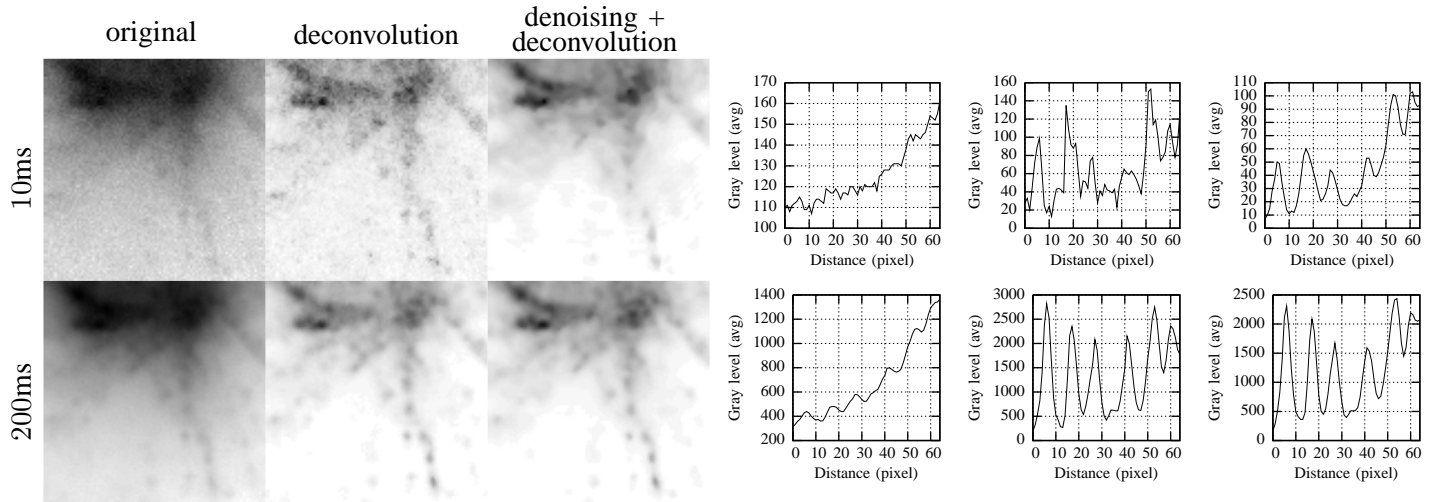 original
deconvolution
denoising +
deconvolution
10ms
200ms
170
160
150
140
130
120
110
100
0 10 20 30 40 50 60
Gray level (avg)
Distance (pixel)
160
140
120
100
80
60
40
20
0
0 10 20 30 40 50 60
Gray level (avg)
Distance (pixel)
110
100
90
80
70
60
50
40
30
20
10
0
0 10 20 30 40 50 60
Gray level (avg)
Distance (pixel)
1400
1200
1000
800
600
400
200
0 10 20 30 40 50 60
Gray level (avg)
Distance (pixel)
3000
2500
2000
1500
1000
500
0
0 10 20 30 40 50 60
Gray level (avg)
Distance (pixel)
2500
2000
1500
1000
500
0
0 10 20 30 40 50 60
Gray level (avg)
Distance (pixel)